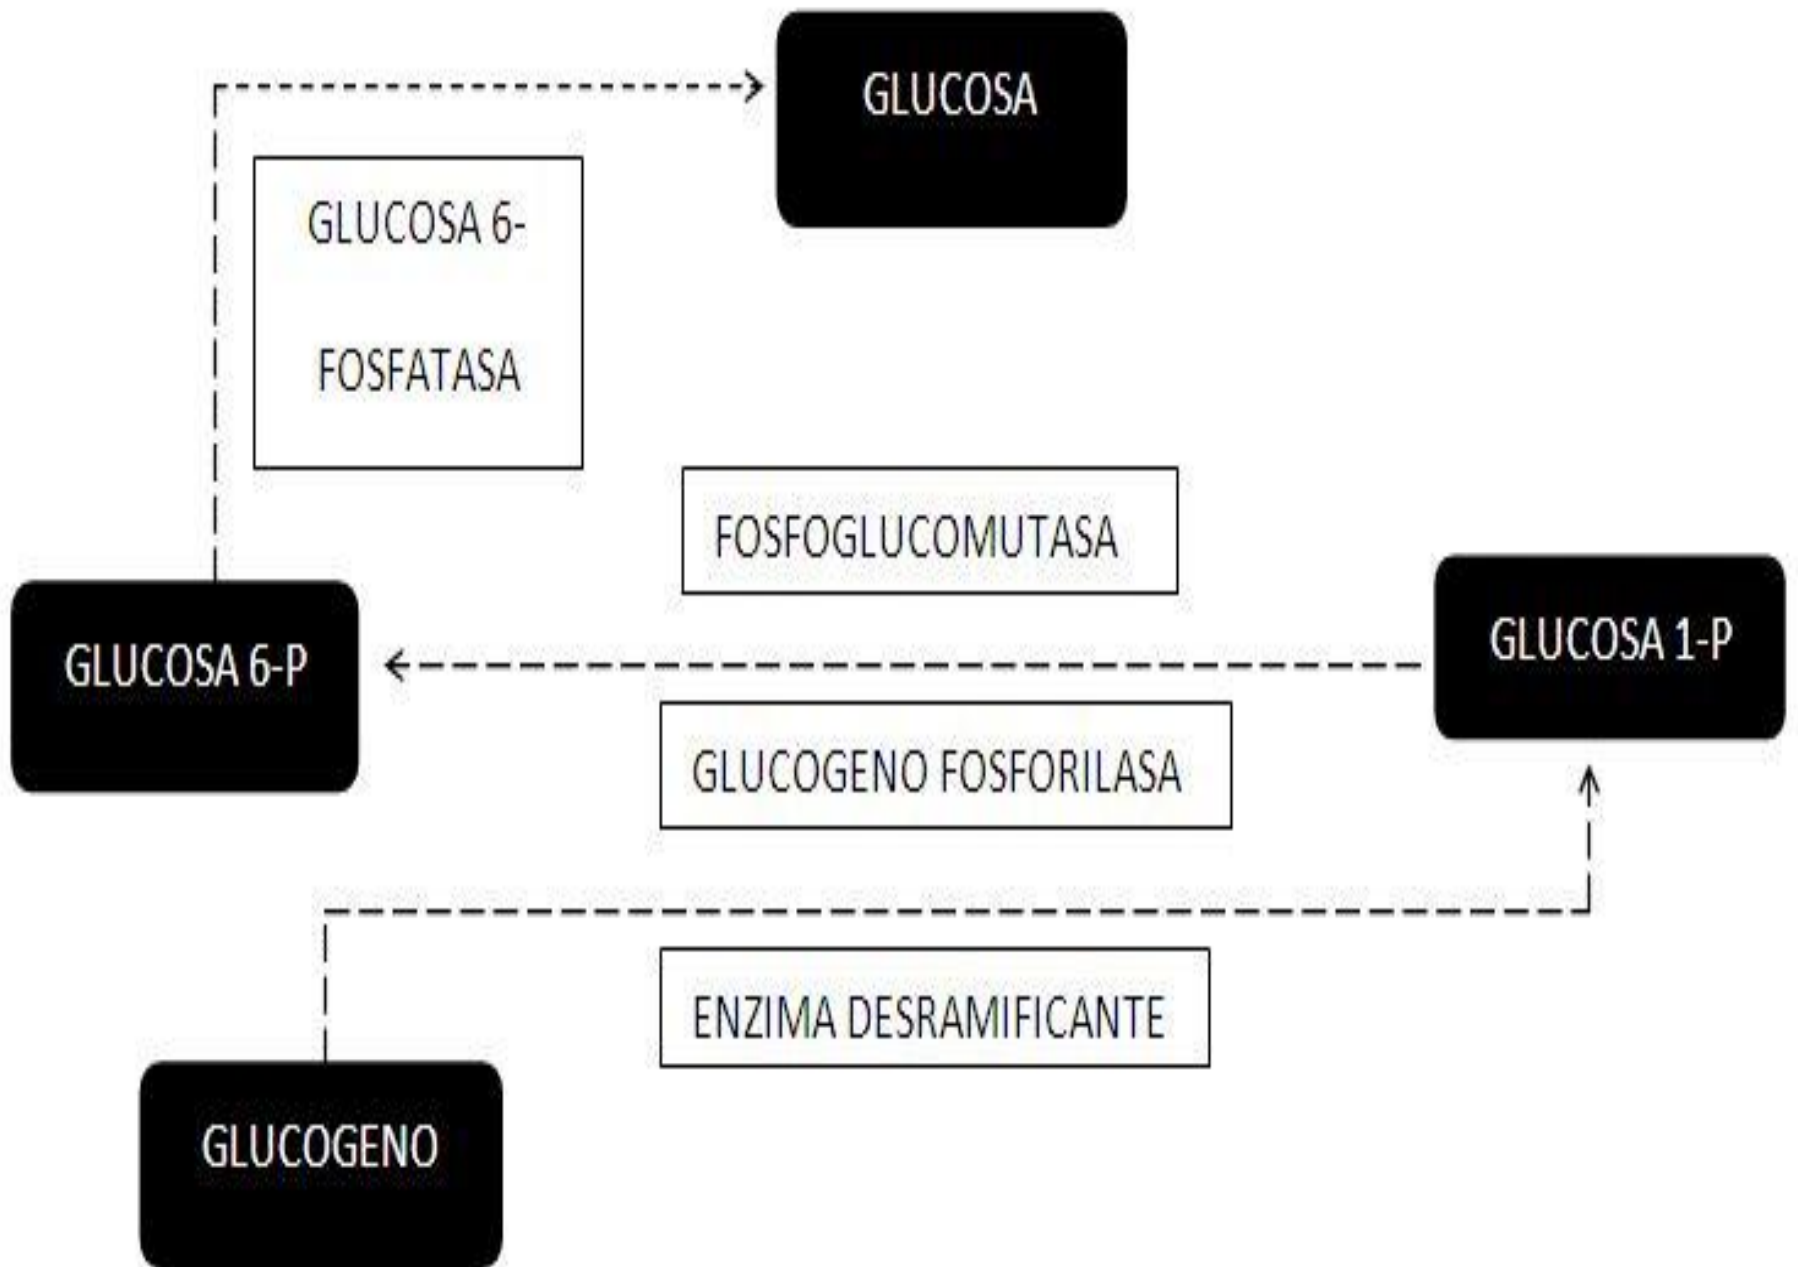 GLUCOSA
GLUCOSA 6-
FOSFATASA
FOSFOGLUCOMUTASA
GLUCOSA 6-P
GLUCOSA 1-P
GLUCOGENO FOSFORILASA
ENZIMA DESRAMIFICANTE
GLUCOGENO